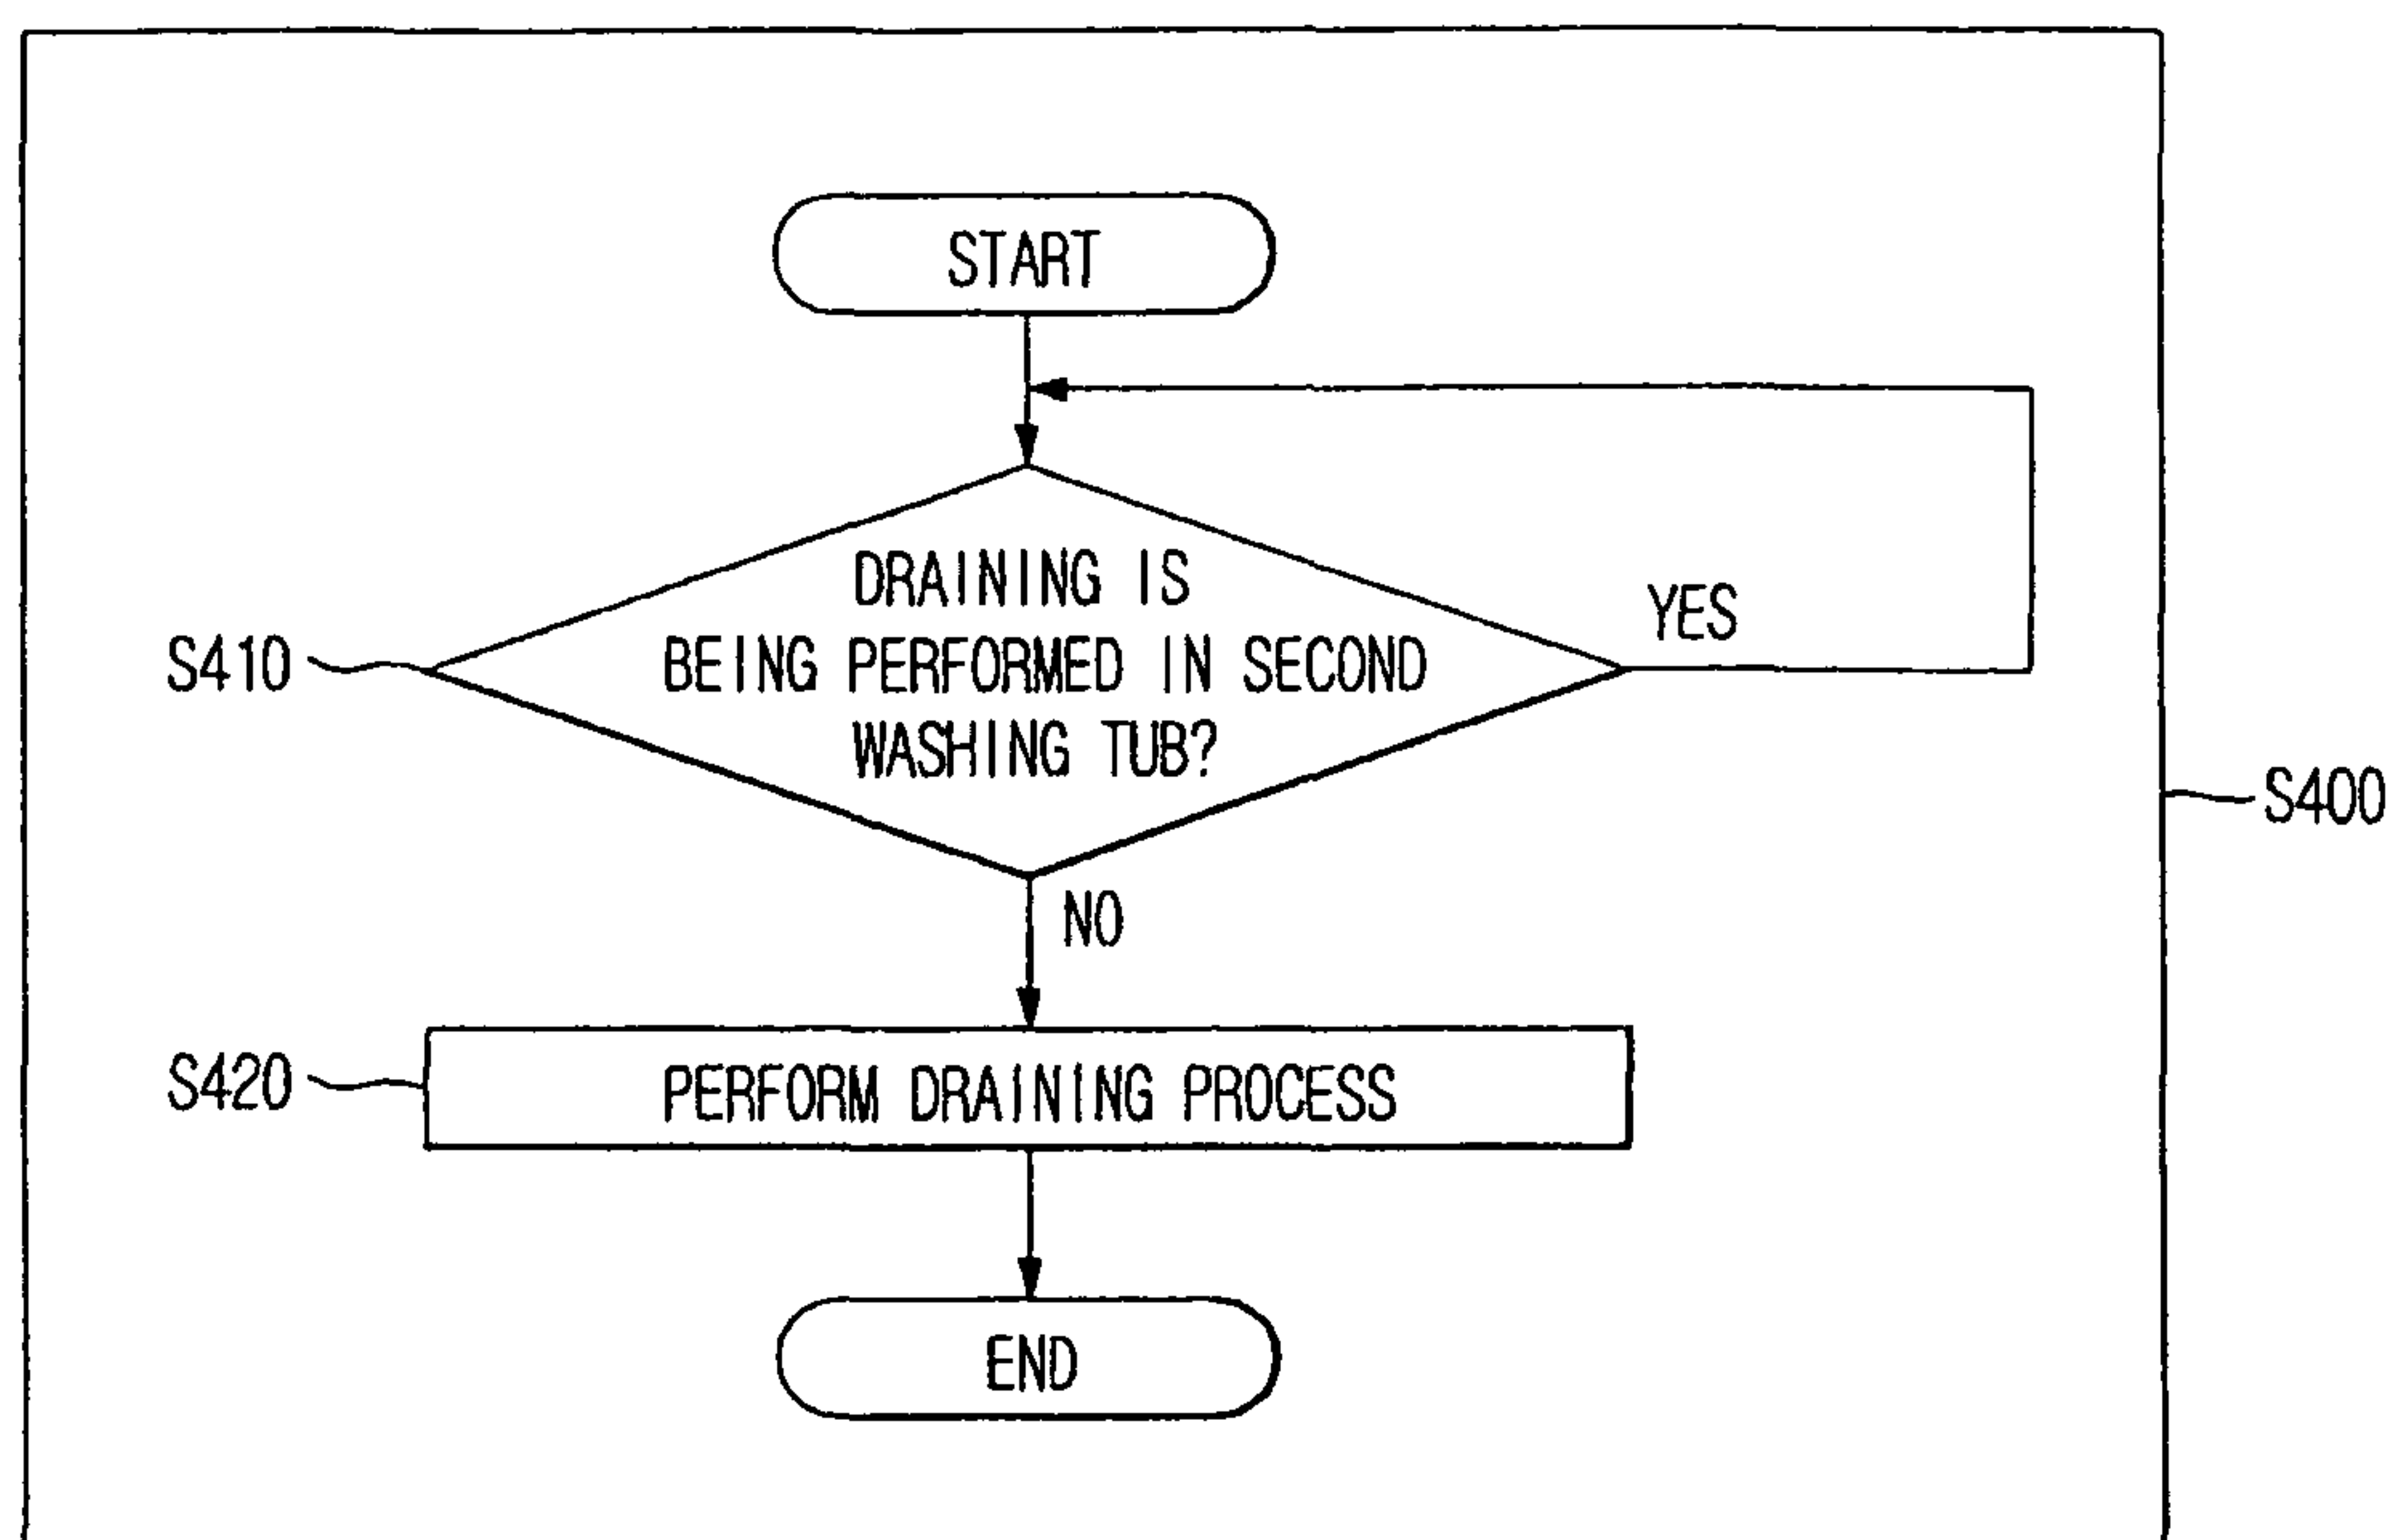 START
DRAINING IS
BEING PERFORMED IN SECOND
WASHING TUB?
YES
S410
S400
NO
S420
PERFORM DRAINING PROCESS
END